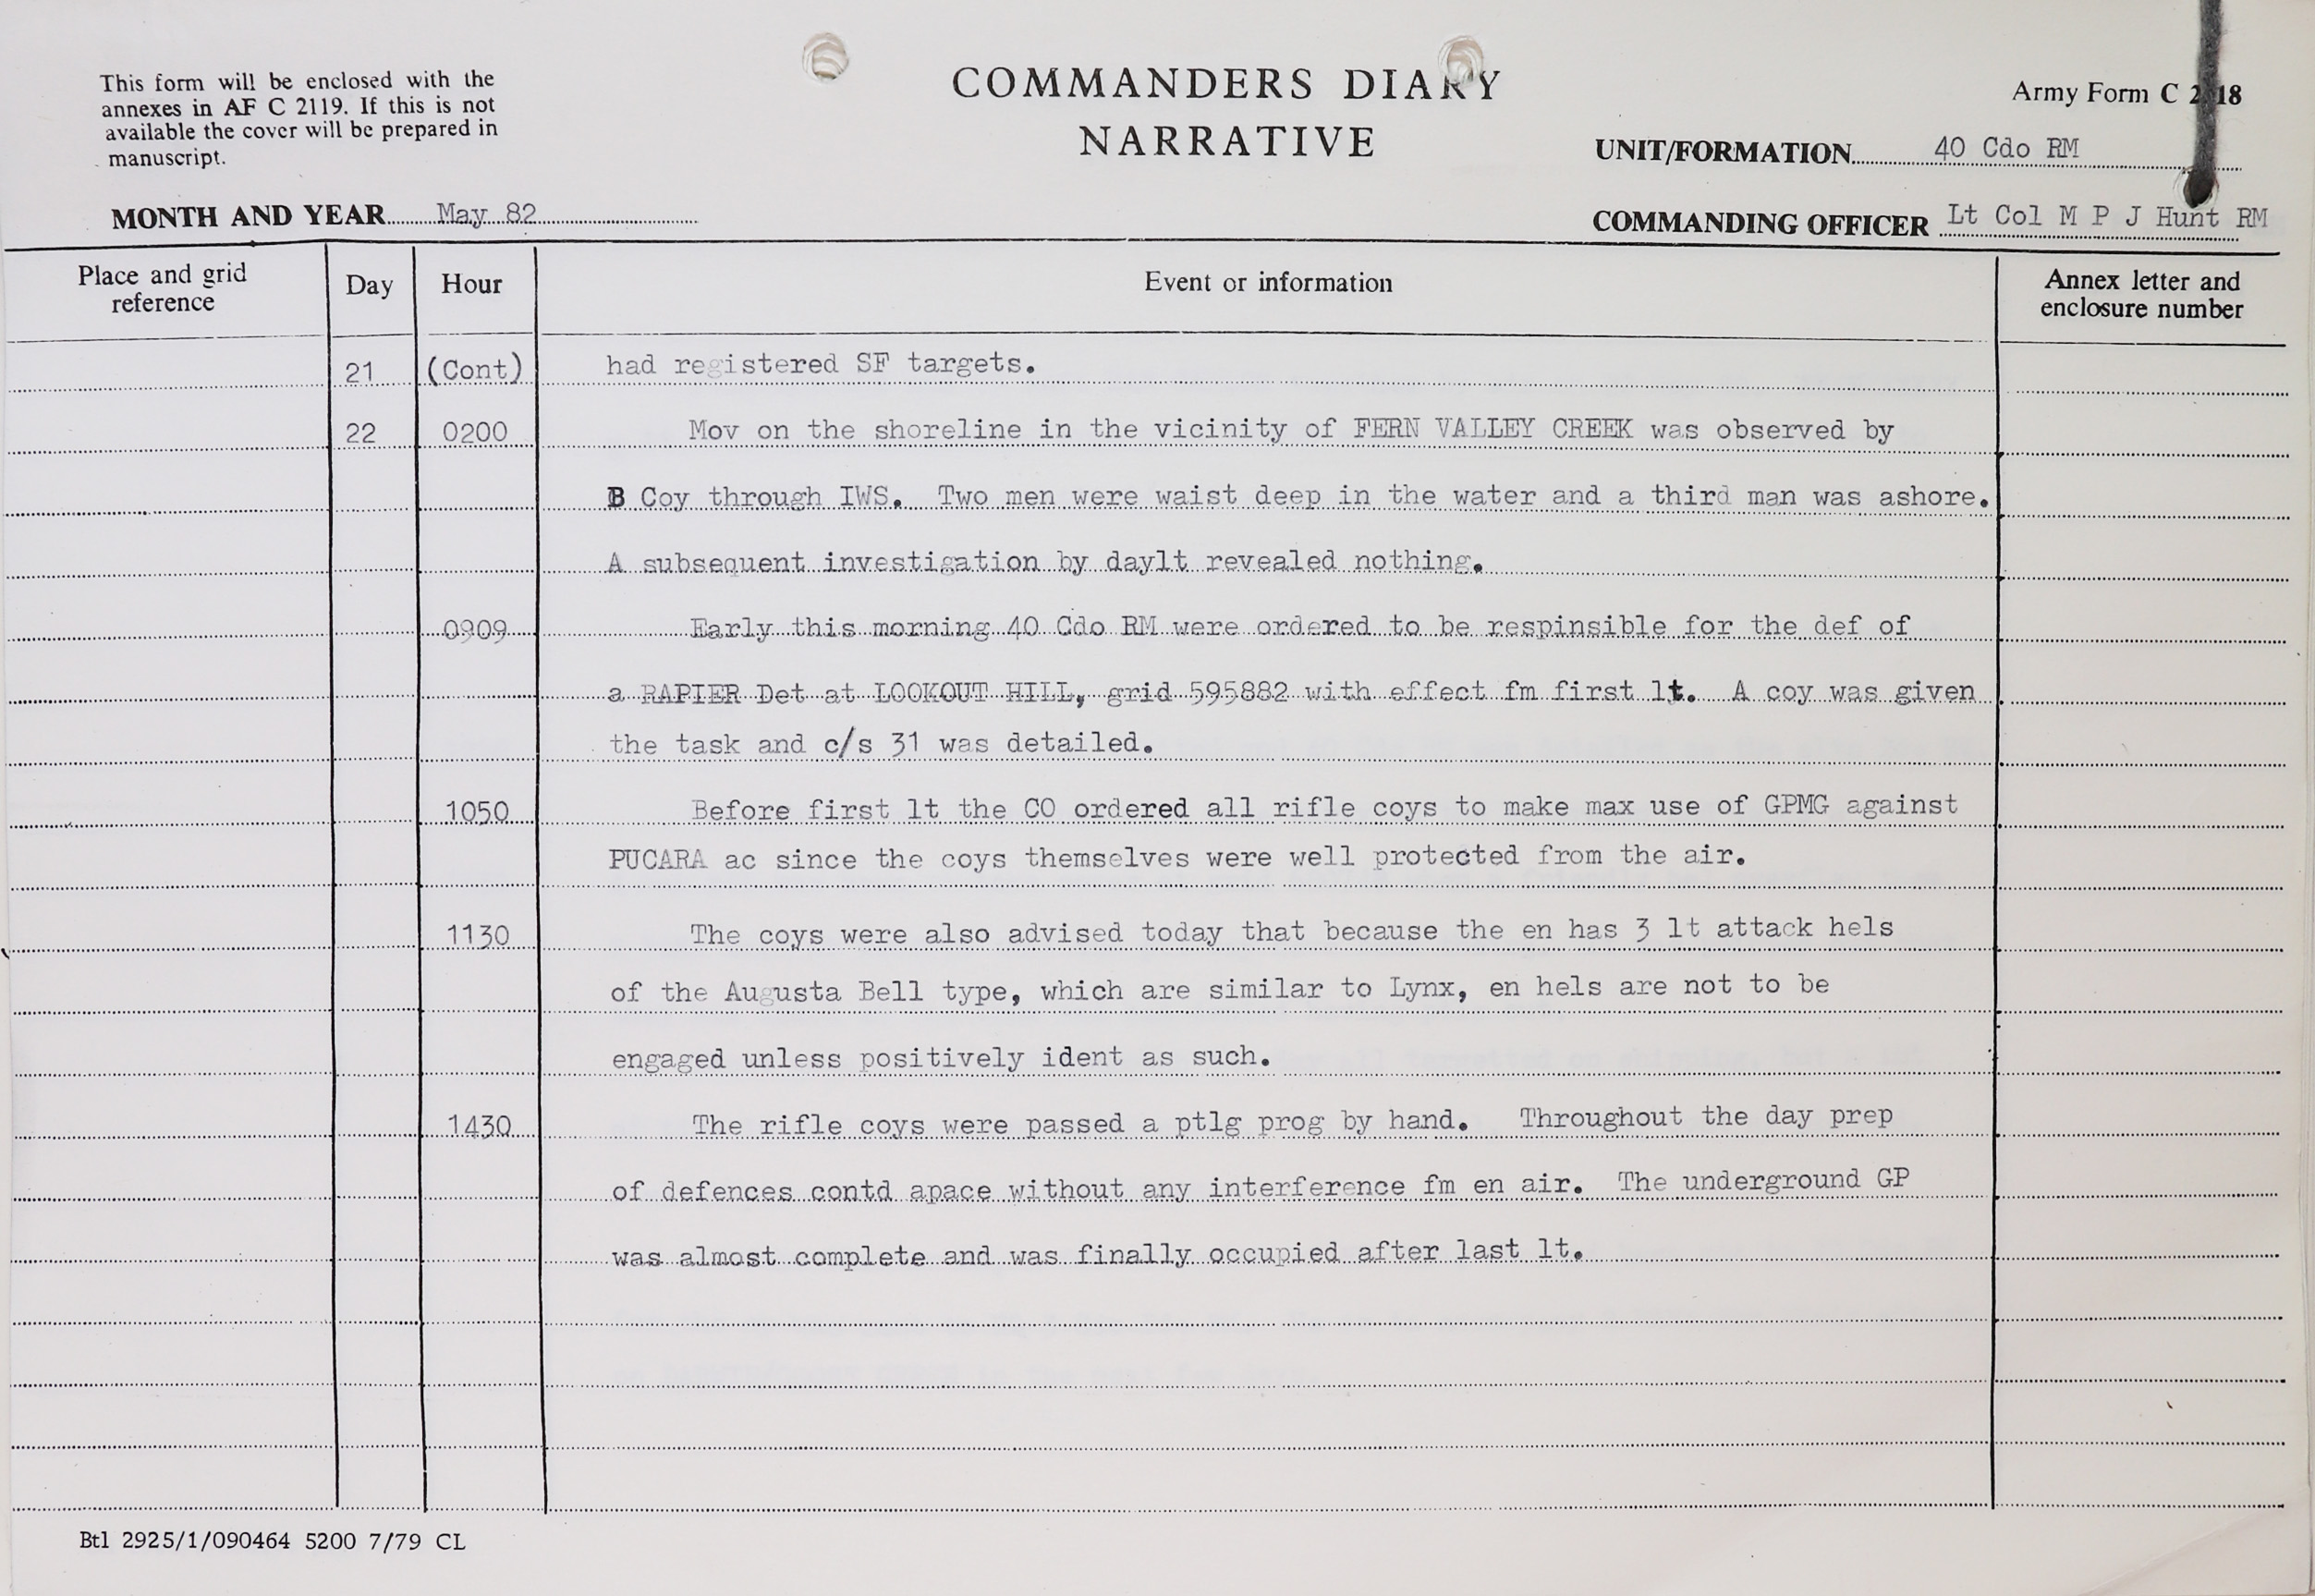 This form will be enclosed with the
annexes in AF C 2119. If this is not
available the cover will be prepared in
manuscript.
COMMANDERS DIARY
NARRATIVE
Army Form C 2118
UNIT/FORMATION 40 Cdo RM
MONTH AND YEAR May 82
COMMANDING OFFICER Lt Col M P J Hunt RM
Place and grid
reference
Day
Hour
Event or information
Annex letter and
enclosure number
21 (Cont) had registered SF targets.
22 0200 Mov on the shoreline in the vicinity of FERN VALLEY CREEK was observed by
B Coy through IWS. Two men were waist deep in the water and a third man was ashore.
A subsequent investigation by daylt revealed nothing.
0909 Early this morning 40 Cdo RM were ordered to be respinsible for the def of
a RAPIER Det at LOOKOUT HILL, grid 595882 with effect fm first lt. A coy was given
the task and c/s 31 was detailed.
1050 Before first lt the CO ordered all rifle coys to make max use of GPMG against
PUCARA ac since the coys themselves were well protected from the air.
1130 The coys were also advised today that because the en has 3 lt attack hels
of the Augusta Bell type, which are similar to Lynx, en hels are not to be
engaged unless positively ident as such.
1430 The rifle coys were passed a ptlg prog by hand. Throughout the day prep
of defences contd apace without any interference fm en air. The underground GP
was almost complete and was finally occupied after last lt.
Btl 2925/1/090464 5200 7/79 CL